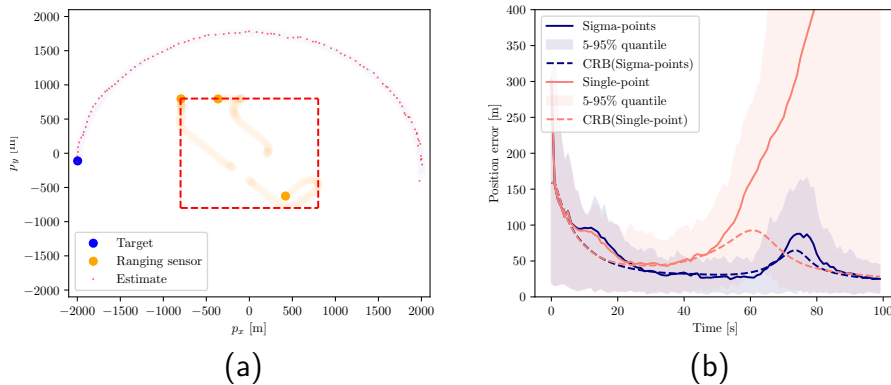 2000
1500
1000
500
0
−500
−1000
−1500
−2000
p_y [m]
Target
Ranging sensor
Estimate
−2000 −1500 −1000 −500 0 500 1000 1500 2000
p_x [m]
(a)
400
350
300
250
200
150
100
50
0
Position error [m]
Sigma-points
5-95% quantile
CRB(Sigma-points)
Single-point
5-95% quantile
CRB(Single-point)
0 20 40 60 80 100
Time [s]
(b)